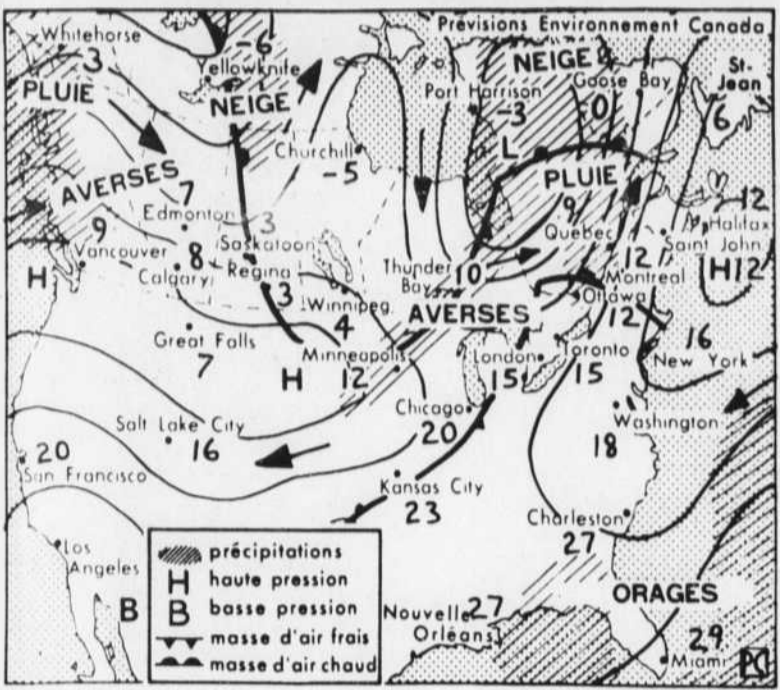 Prévisions Environnement Canada
Whitehorse
3
-6
ellowknife
NEIGE
PLUIE
NEIGE
Goose Bay
-0
St-
Jean
6
Port Harrison
-3
Churchill
-5
L
PLUIE
9
Quebec
AVERSES
7
Edmonton
3
Saskatoon
12
Halifax
Saint John
H12
9
Vancouver
8
Calgary
Regina
3
H
Thunder
Bay
10
12
Montreal
Ottawa
12
Winnipeg
4
AVERSES
Great Falls
7
Minneapolis
12
H
London
15
Toronto
15
16
New York
Chicago
20
Washington
18
Salt Lake City
16
20
San Francisco
Kansas City
23
Charleston
27
Los
Angeles
B
précipitations
H haute pression
B basse pression
masse d'air frais
masse d'air chaud
Nouvelle
Orléans
27
ORAGES
29
Miami
PC